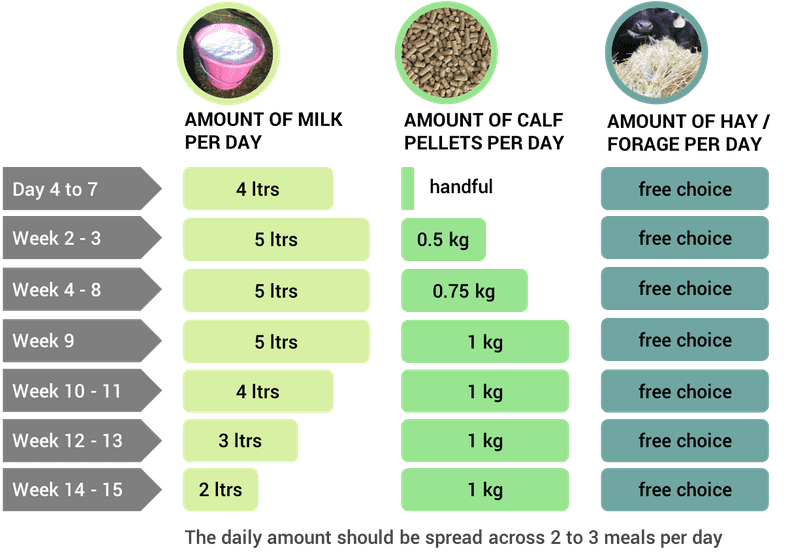 AMOUNT OF MILK
PER DAY
AMOUNT OF CALF
PELLETS PER DAY
AMOUNT OF HAY /
FORAGE PER DAY
Day 4 to 7
4 ltrs
handful
free choice
Week 2 - 3
5 ltrs
0.5 kg
free choice
Week 4 - 8
5 ltrs
0.75 kg
free choice
Week 9
5 ltrs
1 kg
free choice
Week 10 - 11
4 ltrs
1 kg
free choice
Week 12 - 13
3 ltrs
1 kg
free choice
Week 14 - 15
2 ltrs
1 kg
free choice
The daily amount should be spread across 2 to 3 meals per day